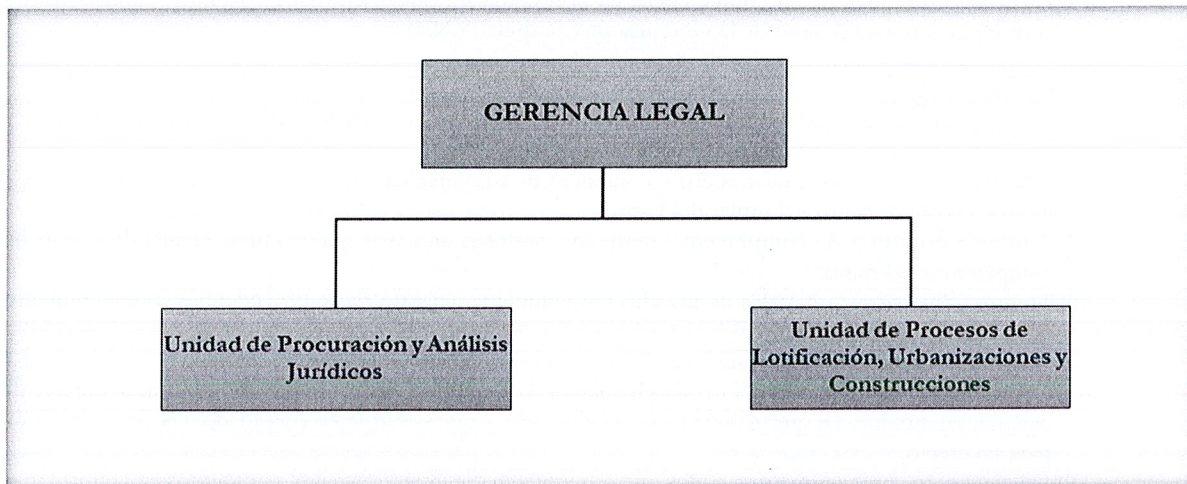 GERENCIA LEGAL
Unidad de Procuración y Análisis
Jurídicos
Unidad de Procesos de
Lotificación, Urbanizaciones y
Construcciones